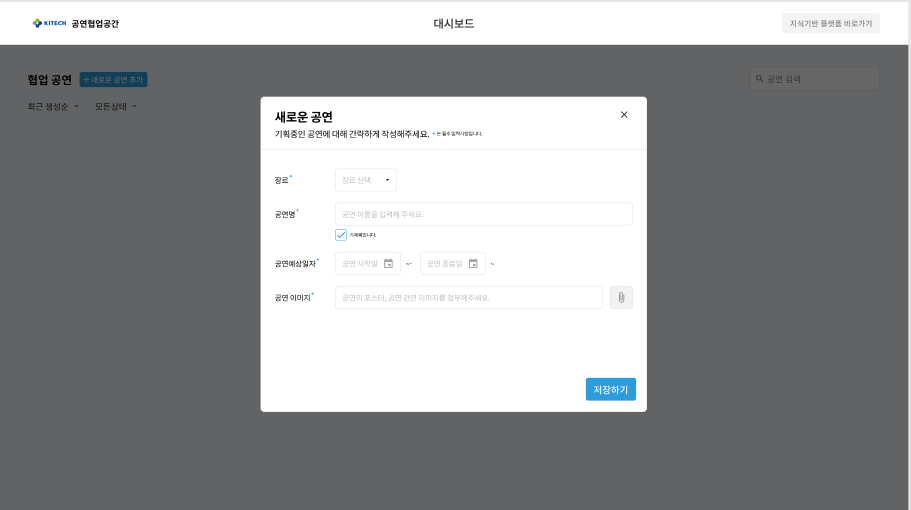 KITECH 공연협업공간
대시보드
지식기반 플랫폼 바로가기
협업 공연
+ 새로운 공연 추가
공연 검색
최근 생성순
모든상태
새로운 공연
기획중인 공연에 대해 간략하게 작성해주세요. * 는 필수 입력사항입니다.
장르*
장르 선택
공연명*
공연 이름을 입력해 주세요.
가제목입니다.
공연예상일자*
공연 시작일
~
공연 종료일
~
공연 이미지*
공연의 포스터, 공연 관련 이미지를 첨부해주세요.
저장하기